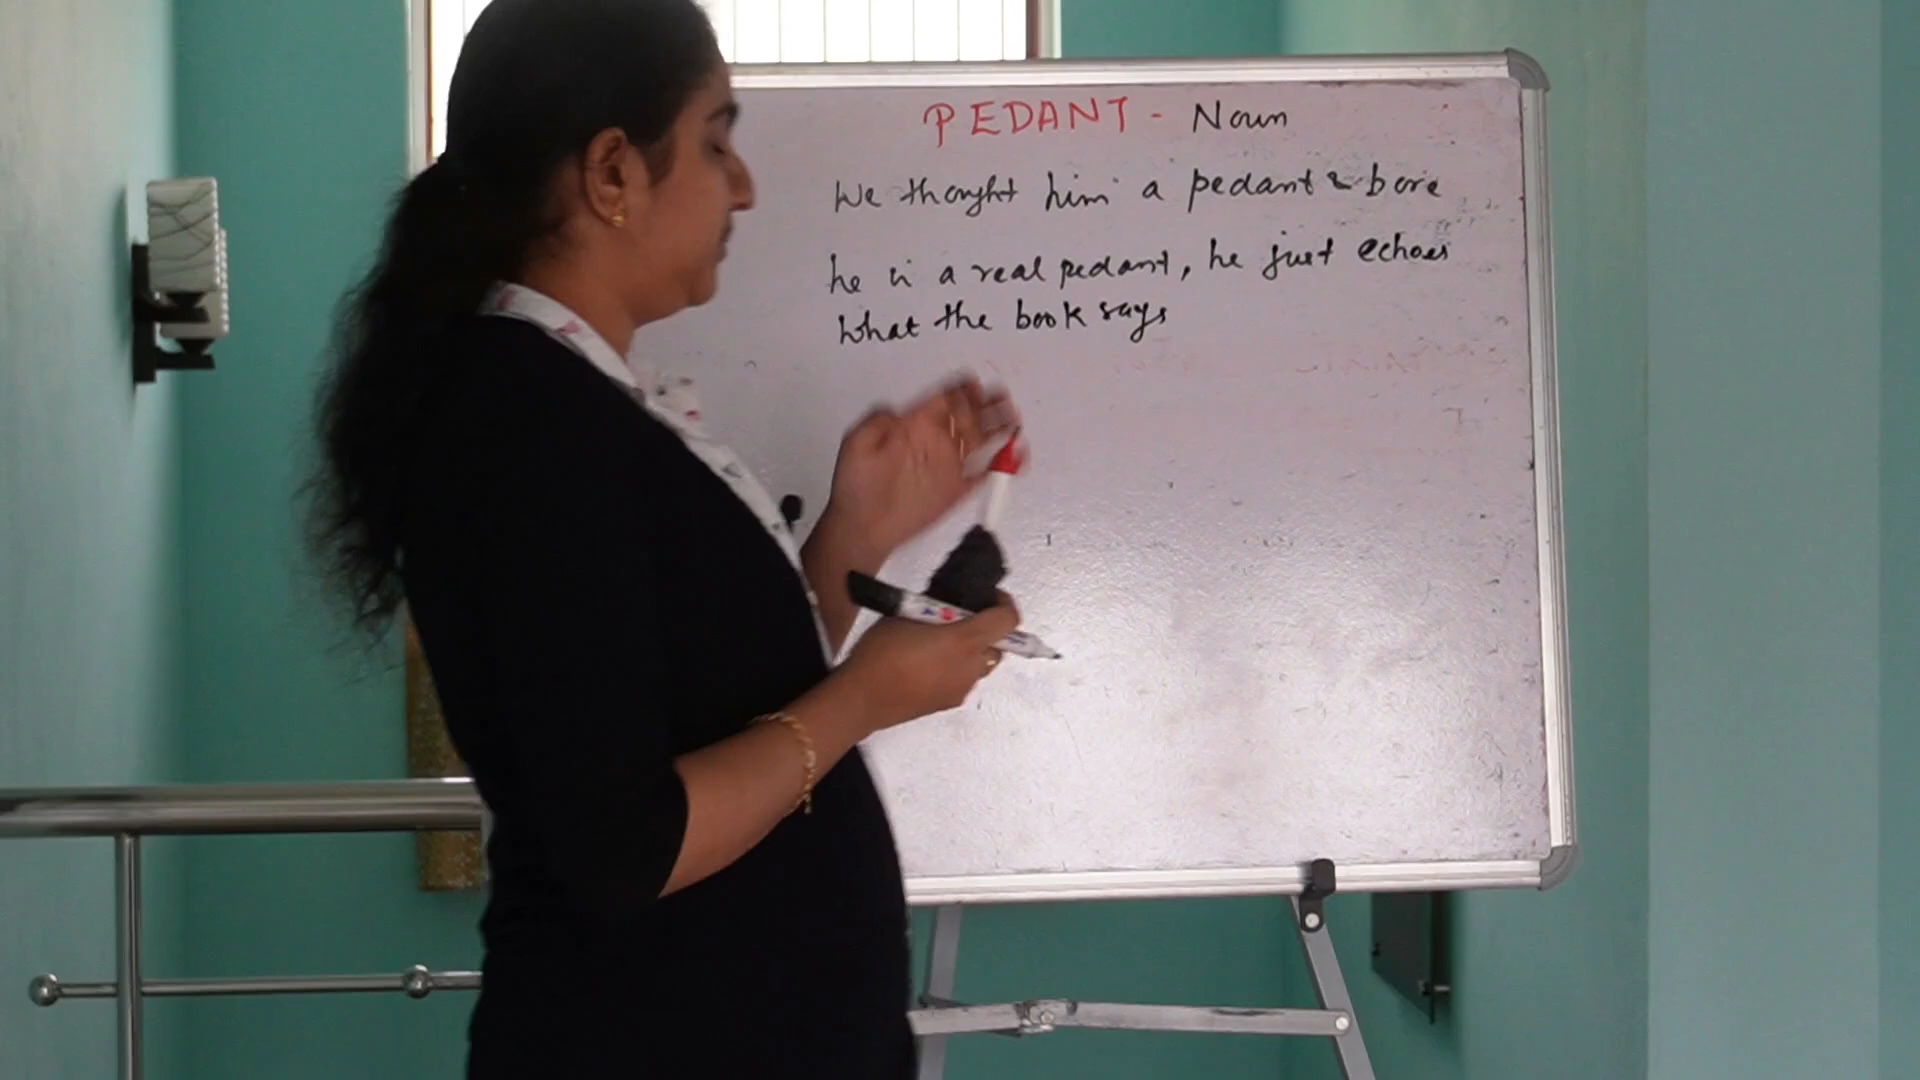 PEDANT - Noun
We thought him a pedant & bore
he is a real pedant, he just echoes
what the book says